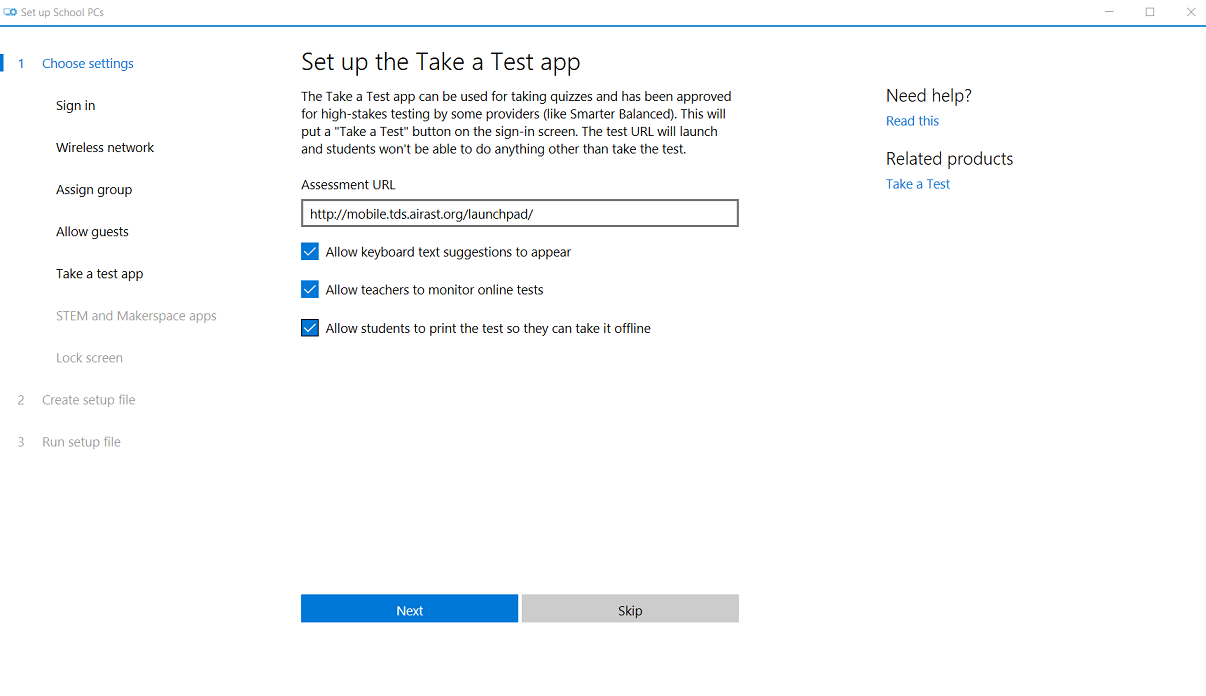 Set up School PCs
1 Choose settings
Sign in
Wireless network
Assign group
Allow guests
Take a test app
STEM and Makerspace apps
Lock screen
2 Create setup file
3 Run setup file
Set up the Take a Test app
The Take a Test app can be used for taking quizzes and has been approved
for high-stakes testing by some providers (like Smarter Balanced). This will
put a "Take a Test" button on the sign-in screen. The test URL will launch
and students won't be able to do anything other than take the test.
Assessment URL
http://mobile.tds.airast.org/launchpad/
Allow keyboard text suggestions to appear
Allow teachers to monitor online tests
Allow students to print the test so they can take it offline
Next
Skip
Need help?
Read this
Related products
Take a Test